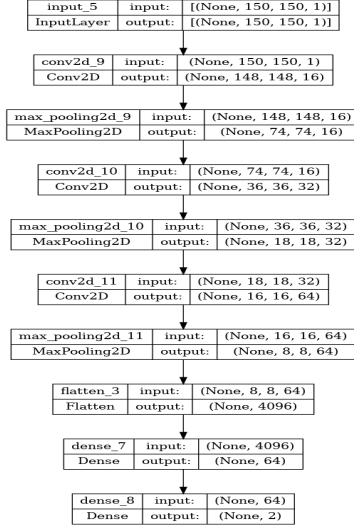 input_5 input: [(None, 150, 150, 1)]
InputLayer output: [(None, 150, 150, 1)]
conv2d_9 input: (None, 150, 150, 1)
Conv2D output: (None, 148, 148, 16)
max_pooling2d_9 input: (None, 148, 148, 16)
MaxPooling2D output: (None, 74, 74, 16)
conv2d_10 input: (None, 74, 74, 16)
Conv2D output: (None, 36, 36, 32)
max_pooling2d_10 input: (None, 36, 36, 32)
MaxPooling2D output: (None, 18, 18, 32)
conv2d_11 input: (None, 18, 18, 32)
Conv2D output: (None, 16, 16, 64)
max_pooling2d_11 input: (None, 16, 16, 64)
MaxPooling2D output: (None, 8, 8, 64)
flatten_3 input: (None, 8, 8, 64)
Flatten output: (None, 4096)
dense_7 input: (None, 4096)
Dense output: (None, 64)
dense_8 input: (None, 64)
Dense output: (None, 2)